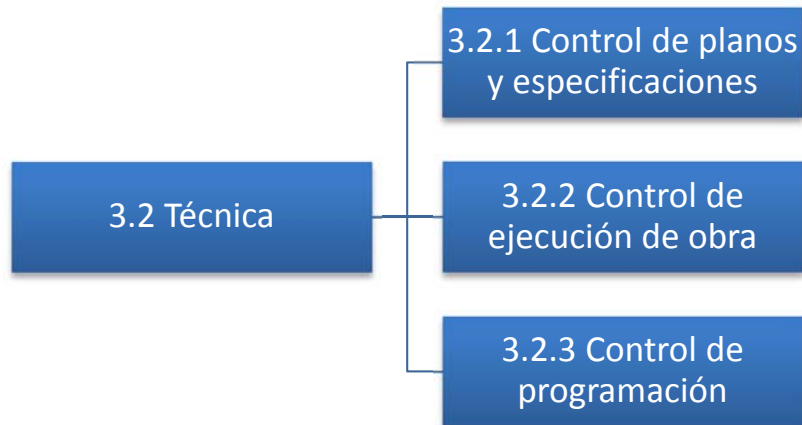 3.2 Técnica
3.2.1 Control de planos
y especificaciones
3.2.2 Control de
ejecución de obra
3.2.3 Control de
programación